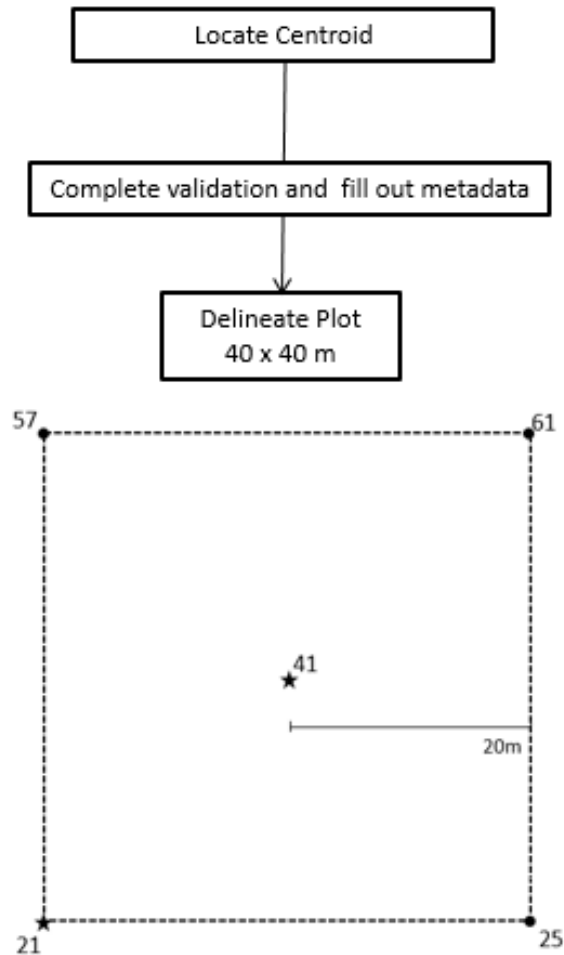 Locate Centroid
Complete validation and fill out metadata
Delineate Plot
40 x 40 m
57
61
41
20m
21
25